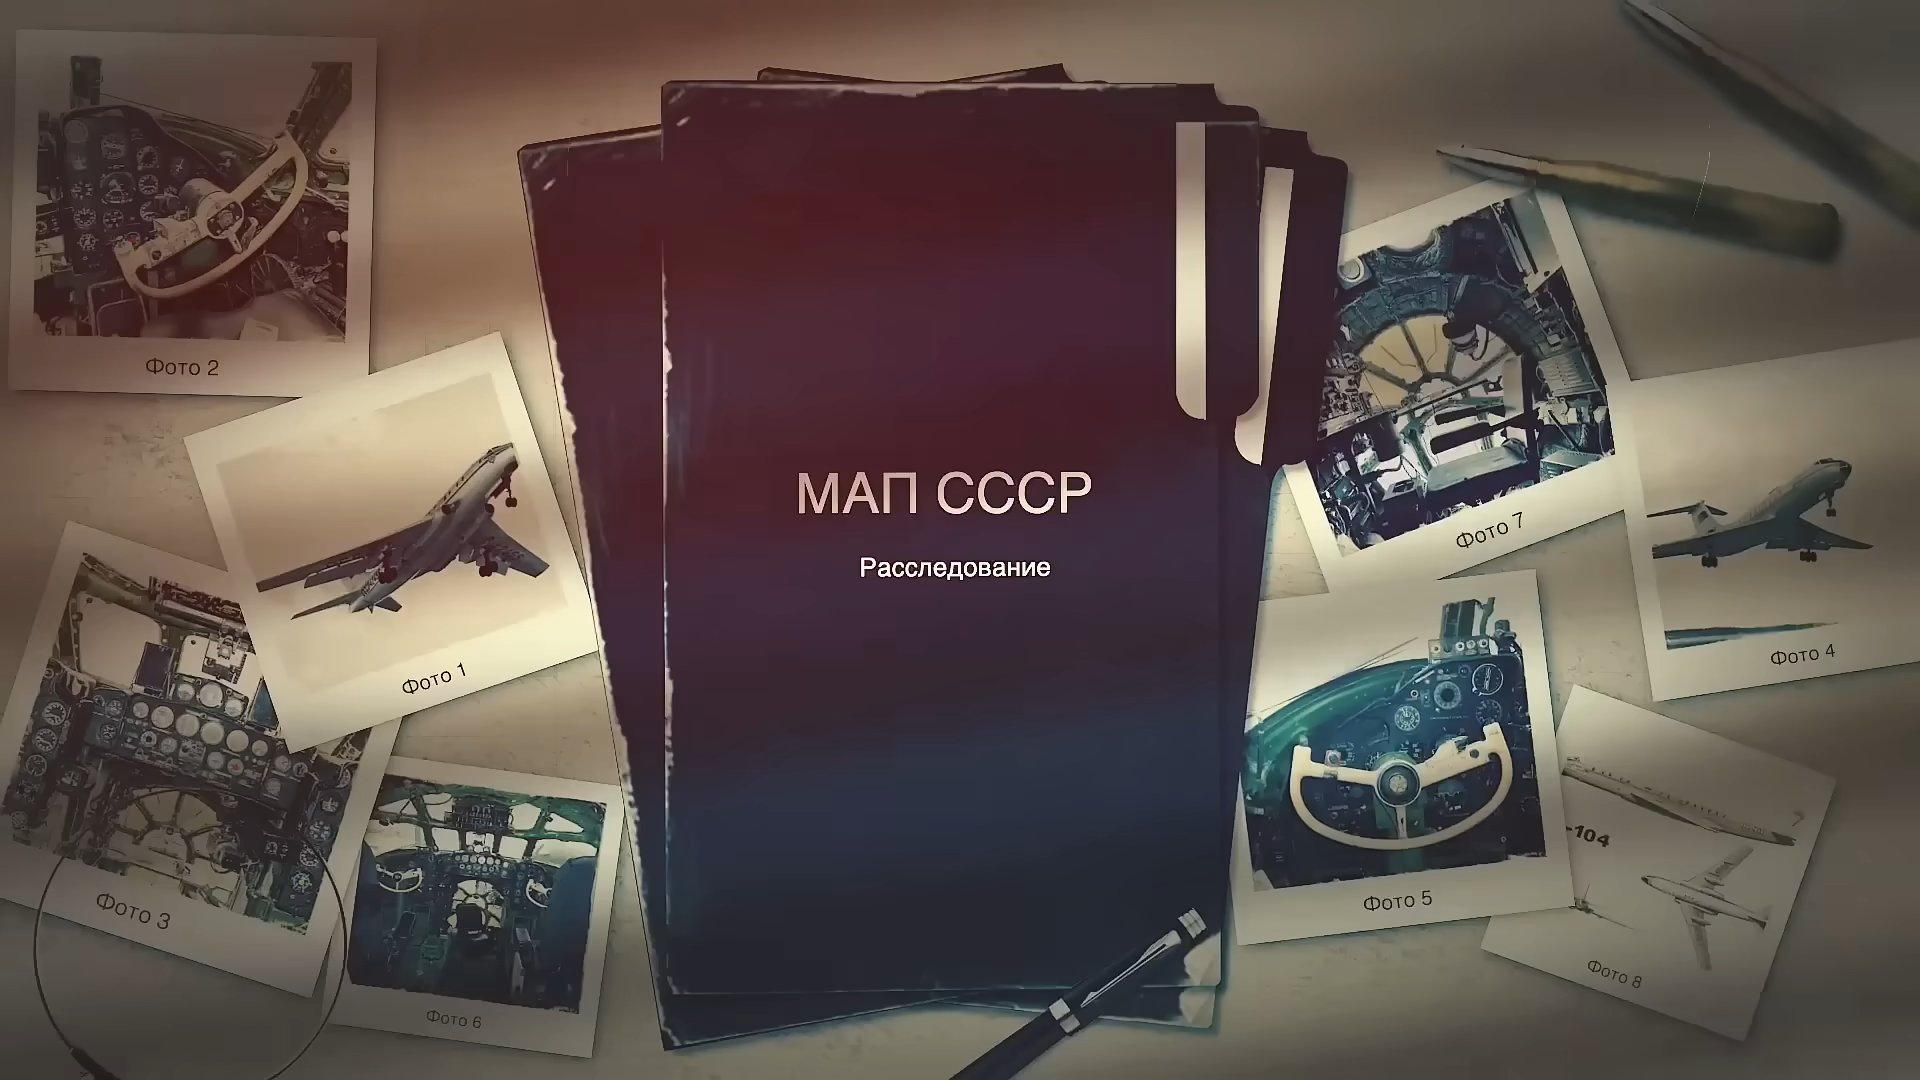 МАП СССР
Расследование
Фото 2
Фото 1
Фото 3
Фото 6
Фото 7
Фото 4
Фото 5
-104
Фото 8